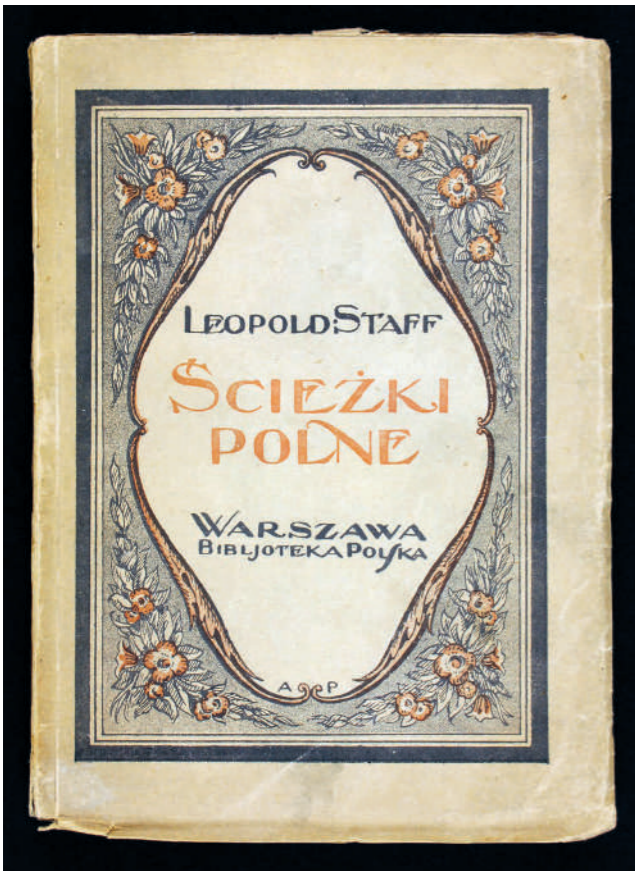 LEOPOLD STAFF
ŚCIEŻKI
POLNE
WARSZAWA
BIBLJOTEKA POLSKA
A P